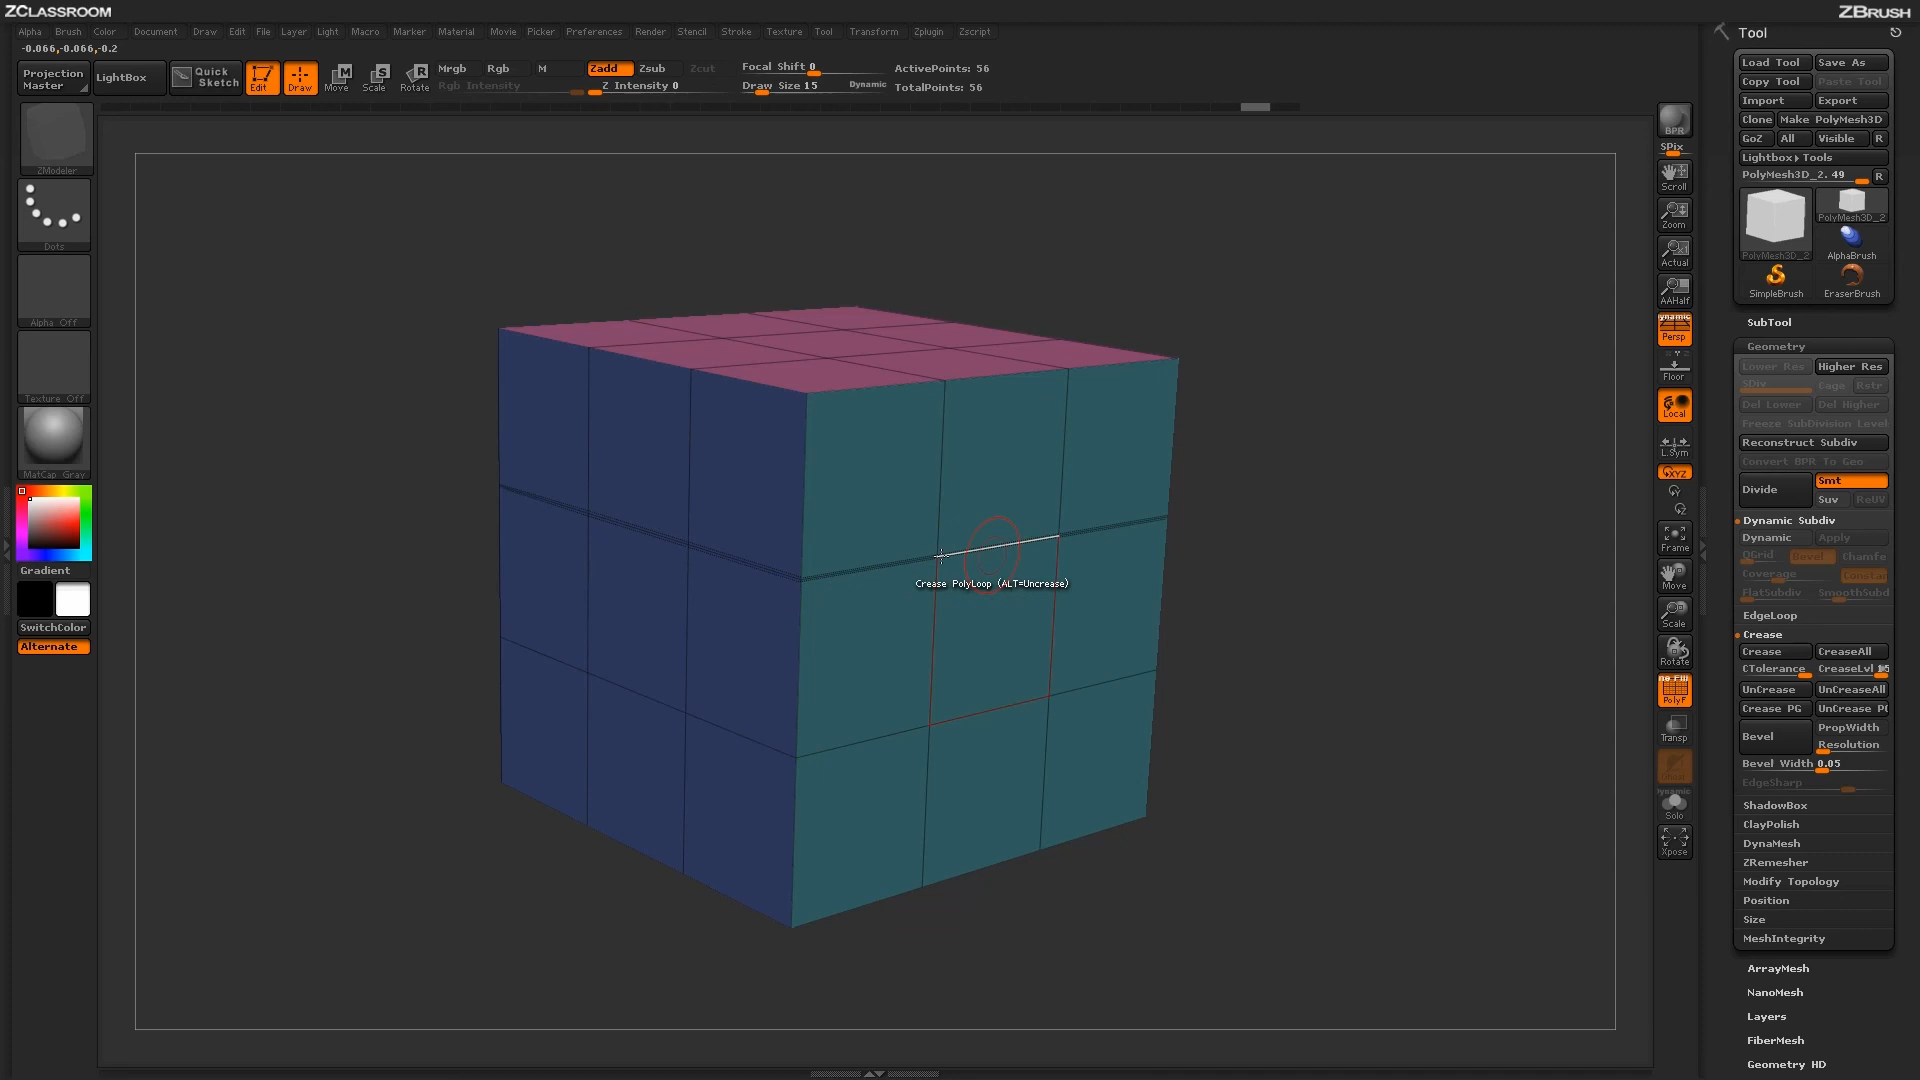 ZCLASSROOM
ZBRUSH
Alpha Brush Color Document Draw Edit File Layer Light Macro Marker Material Movie Picker Preferences Render Stencil Stroke Texture Tool Transform Zplugin Zscript
-0.066,-0.066,-0.2
Projection Master
LightBox
Quick Sketch
Edit
Draw
Move
Scale
Rotate
Mrgb Rgb M
Rgb Intensity
Zadd Zsub Zcut
Z Intensity 0
Focal Shift 0
Draw Size 15 Dynamic
ActivePoints: 56
TotalPoints: 56
ZModeler
Dots
Alpha Off
Texture Off
MatCap Gray
Gradient
SwitchColor
Alternate
Crease PolyLoop (ALT=Uncrease)
BPR
SPix
Scroll
Zoom
Actual
AAHalf
Persp
Floor
Local
L.Sym
XYZ
Frame
Move
Scale
Rotate
PolyF
Transp
Solo
Xpose
Tool
Load Tool Save As
Copy Tool Paste Tool
Import Export
Clone Make PolyMesh3D
GoZ All Visible R
Lightbox▸Tools
PolyMesh3D_2. 49 R
PolyMesh3D_2
PolyMesh3D_2
AlphaBrush
SimpleBrush
EraserBrush
SubTool
Geometry
Lower Res Higher Res
SDiv Cage Rstr
Del Lower Del Higher
Freeze SubDivision Level
Reconstruct Subdiv
Convert BPR To Geo
Divide
Smt
Suv ReUV
Dynamic Subdiv
Dynamic Apply
QGrid Bevel Chamfe
Coverage Constan
FlatSubdiv SmoothSubd
EdgeLoop
Crease
Crease CreaseAll
CTolerance CreaseLvl 15
UnCrease UnCreaseAll
Crease PG UnCrease PG
Bevel
PropWidth
Resolution
Bevel Width 0.05
EdgeSharp
ShadowBox
ClayPolish
DynaMesh
ZRemesher
Modify Topology
Position
Size
MeshIntegrity
ArrayMesh
NanoMesh
Layers
FiberMesh
Geometry HD